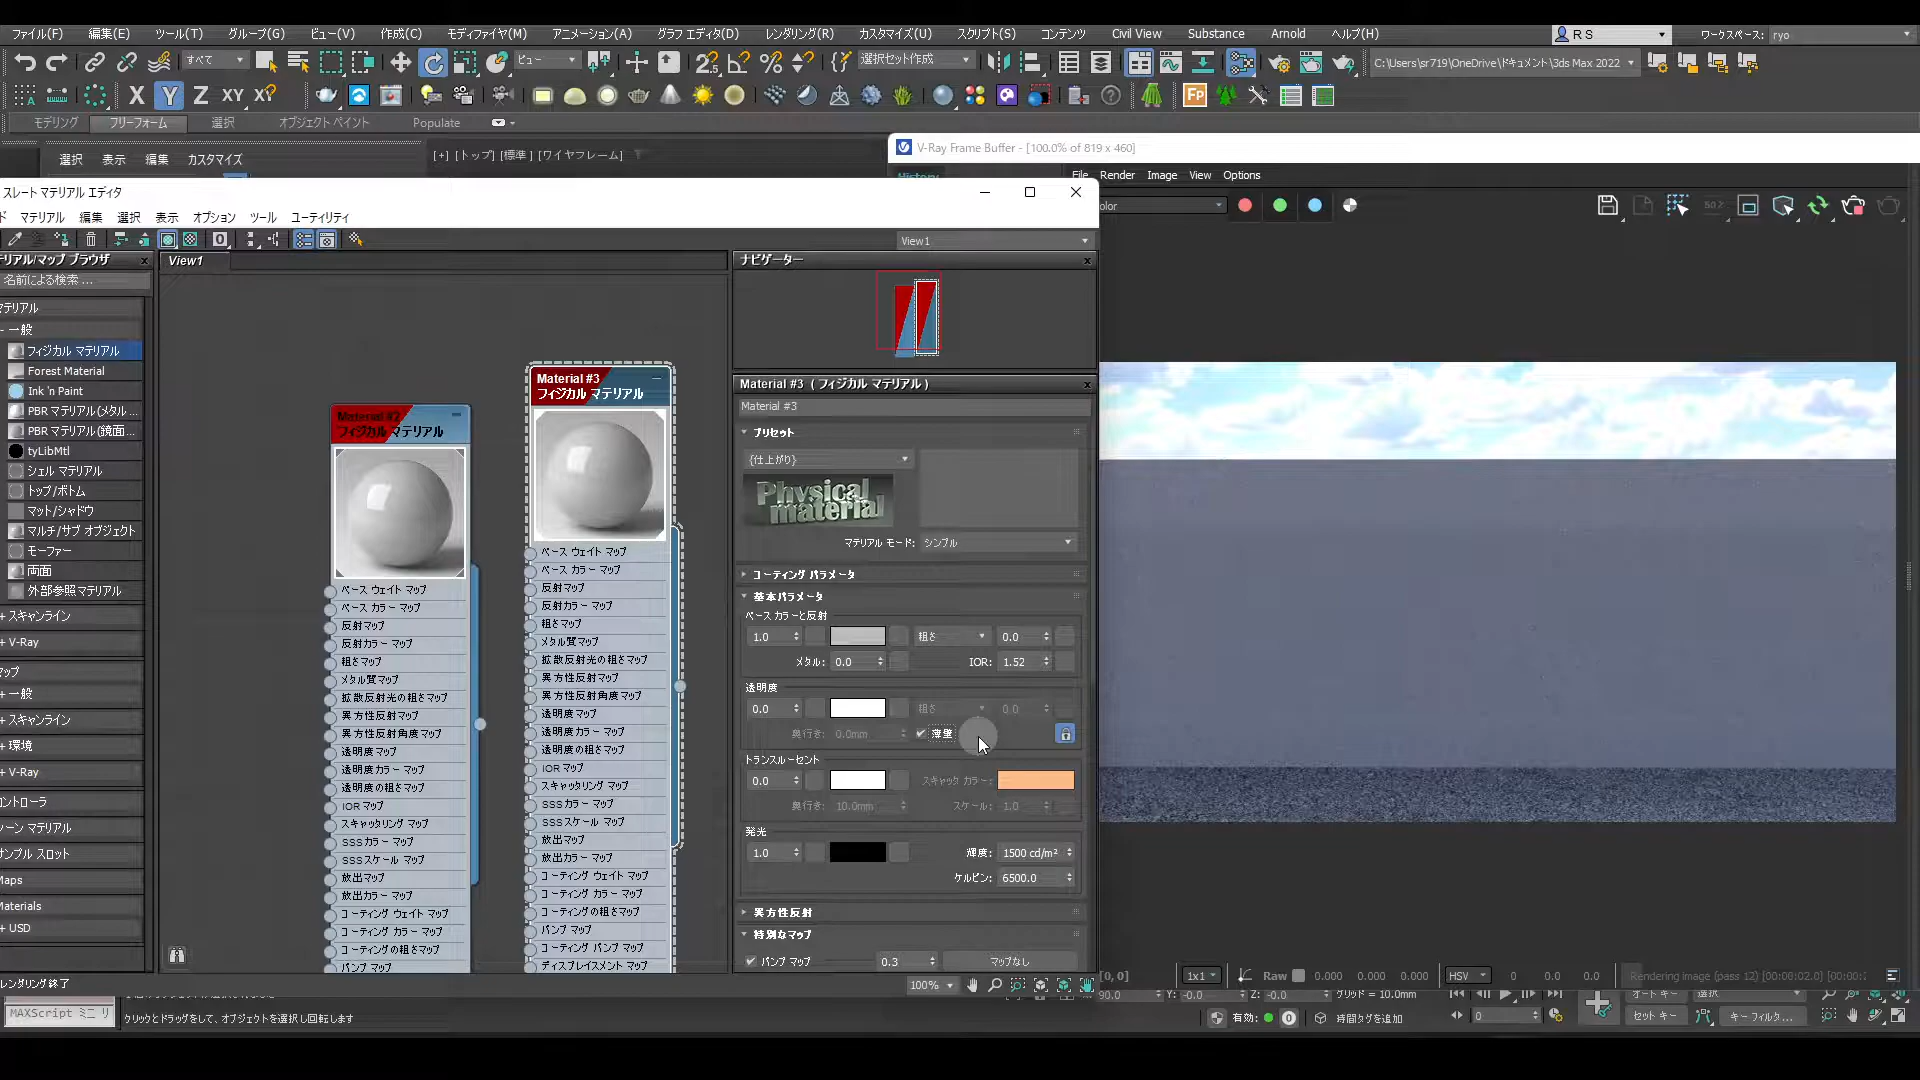 ファイル(F) 編集(E) ツール(T) グループ(G) ビュー(V) 作成(C) モディファイヤ(M) アニメーション(A) グラフ エディタ(D) レンダリング(R) カスタマイズ(U) スクリプト(S) コンテンツ Civil View Substance Arnold ヘルプ(H) R S ワークスペース: ryo
すべて ビュー 選択セット作成 C:\Users\sr719\OneDrive\ドキュメント\3ds Max 2022
X Y Z XY
モデリング フリーフォーム 選択 オブジェクト ペイント Populate
選択 表示 編集 カスタマイズ
[+] [トップ] [標準 ] [ワイヤフレーム]
V-Ray Frame Buffer - [100.0% of 819 x 460]
History
File Render Image View Options
スレート マテリアル エディタ
マテリアル 編集 選択 表示 オプション ツール ユーティリティ
View1
テリアル/マップ ブラウザ
View1
ナビゲーター
名前による検索 ...
マテリアル
- 一般
フィジカル マテリアル
Forest Material
Ink 'n Paint
PBR マテリアル(メタル ...
PBR マテリアル(鏡面...
tyLibMtl
シェル マテリアル
トップ/ボトム
マット/シャドウ
マルチ/サブ オブジェクト
モーファー
両面
外部参照マテリアル
+ スキャンライン
+ V-Ray
マップ
+ 一般
+ スキャンライン
+ 環境
+ V-Ray
コントローラ
シーン マテリアル
サンプル スロット
Maps
Materials
+ USD
Material #2
フィジカル マテリアル
ベース ウェイト マップ
ベース カラー マップ
反射マップ
反射カラー マップ
粗さマップ
メタル質マップ
拡散反射光の粗さマップ
異方性反射マップ
異方性反射角度マップ
透明度マップ
透明度カラー マップ
透明度の粗さマップ
IOR マップ
スキャッタリング マップ
SSSカラー マップ
SSSスケール マップ
放出マップ
放出カラー マップ
コーティング ウェイト マップ
コーティング カラー マップ
コーティングの粗さマップ
バンプ マップ
Material #3
フィジカル マテリアル
ベース ウェイト マップ
ベース カラー マップ
反射マップ
反射カラー マップ
粗さマップ
メタル質マップ
拡散反射光の粗さマップ
異方性反射マップ
異方性反射角度マップ
透明度マップ
透明度カラー マップ
透明度の粗さマップ
IOR マップ
スキャッタリング マップ
SSSカラー マップ
SSSスケール マップ
放出マップ
放出カラー マップ
コーティング ウェイト マップ
コーティング カラー マップ
コーティングの粗さマップ
バンプ マップ
コーティング バンプ マップ
ディスプレイスメント マップ
Material #3 ( フィジカル マテリアル )
Material #3
プリセット
(仕上がり)
Physical material
マテリアル モード: シンプル
コーティング パラメータ
基本パラメータ
ベース カラーと反射
1.0 粗さ 0.0
メタル: 0.0 IOR: 1.52
透明度
0.0 粗さ 0.0
奥行き: 0.0mm 薄壁
トランスルーセント
0.0 スキャッタ カラー:
奥行き: 10.0mm スケール: 1.0
発光
1.0 輝度: 1500 cd/m²
ケルビン: 6500.0
異方性反射
特別なマップ
バンプ マップ 0.3 マップなし
レンダリング終了
100%
[0, 0] 1x1 Raw 0.000 0.000 0.000 HSV 0 0.0 0.0 Rendering image (pass 12) [00:00:02.0]
90.0 Y: -0.0 Z: -0.0 グリッド = 10.0mm オート キー 選択
MAXScript ミニ リ
クリックとドラッグをして、オブジェクトを選択し回転します
有効: 0 時間タグを追加 0 セット キー キー フィルタ...